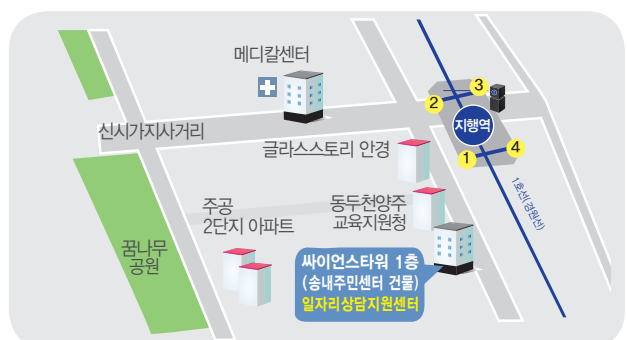 메디칼센터
3
2
지행역
신시가지사거리
글라스스토리 안경
1
4
1호선(경원선)
주공
2단지 아파트
동두천양주
교육지원청
꿈나무
공원
싸이언스타워 1층
(송내주민센터 건물)
일자리상담지원센터